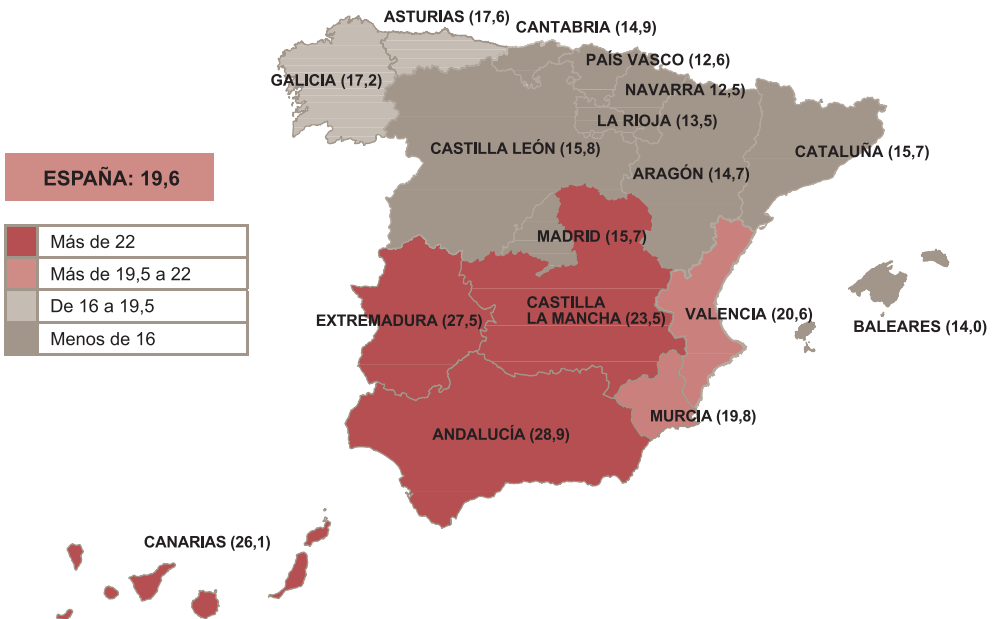 ASTURIAS (17,6)
CANTABRIA (14,9)
PAÍS VASCO (12,6)
GALICIA (17,2)
NAVARRA 12,5)
LA RIOJA (13,5)
CASTILLA LEÓN (15,8)
CATALUÑA (15,7)
ARAGÓN (14,7)
ESPAÑA: 19,6
Más de 22
Más de 19,5 a 22
De 16 a 19,5
Menos de 16
MADRID (15,7)
CASTILLA
LA MANCHA (23,5)
EXTREMADURA (27,5)
VALENCIA (20,6)
BALEARES (14,0)
MURCIA (19,8)
ANDALUCÍA (28,9)
CANARIAS (26,1)